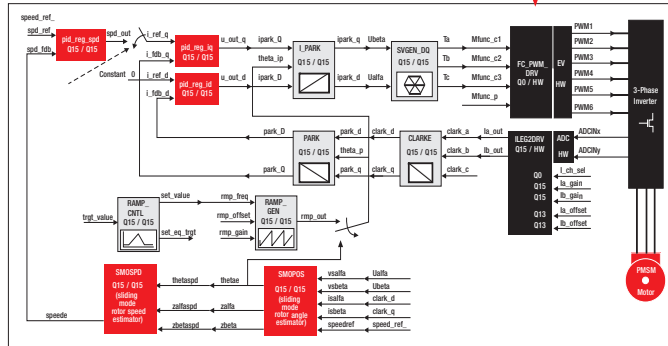 speed_ref_
spd_ref
spd_fdb
pid_reg_spd
Q15 / Q15
spd_out
i_ref_q
i_fdb_q
Constant 0
i_ref_d
i_fdb_d
pid_reg_iq
Q15 / Q15
pid_reg_id
Q15 / Q15
u_out_q
ipark_Q
theta_ip
u_out_d
ipark_D
I_PARK
Q15 / Q15
ipark_q
Ubeta
ipark_d
Ualfa
SVGEN_DQ
Q15 / Q15
Ta
Mfunc_c1
Tb
Mfunc_c2
Tc
Mfunc_c3
Mfunc_p
FC_PWM_
DRV
Q0 / HW
EV
HW
PWM1
PWM2
PWM3
PWM4
PWM5
PWM6
3-Phase
Inverter
park_D
park_Q
PARK
Q15 / Q15
park_d
clark_d
theta_p
park_q
clark_q
CLARKE
Q15 / Q15
clark_a
Ia_out
clark_b
Ib_out
clark_c
ILEG2DRV
Q15 / HW
ADC
HW
ADCINx
ADCINy
Q0
I_ch_sel
Q15
Ia_gain
Q15
Ib_gain
Q13
Ia_offset
Q13
Ib_offset
trgt_value
RAMP_
CNTL
Q15 / Q15
set_value
set_eq_trgt
rmp_freq
rmp_offset
rmp_gain
RAMP_
GEN
Q15 / Q15
rmp_out
speede
SMOSPD
Q15 / Q15
(sliding
mode
rotor speed
estimator)
thetaspd
thetae
zalfaspd
zalfa
zbetaspd
zbeta
SMOPOS
Q15 / Q15
(sliding
mode
rotor angle
estimator)
vsalfa
Ualfa
vsbeta
Ubeta
isalfa
clark_d
isbeta
clark_q
speedref
speed_ref_
PMSM
Motor